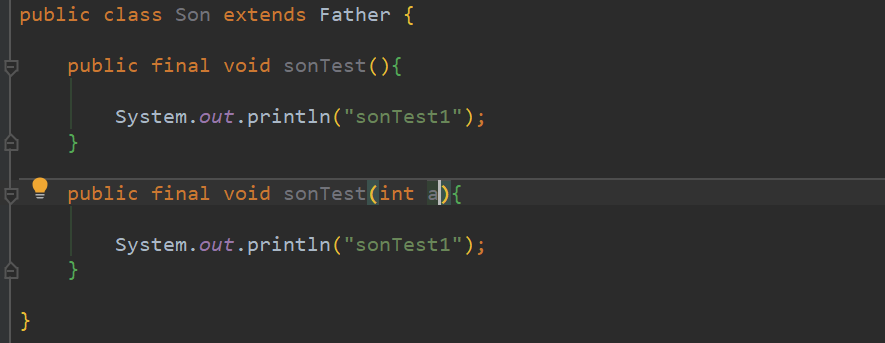 public class Son extends Father {
public final void sonTest(){
System.out.println("sonTest1");
}
public final void sonTest(int a){
System.out.println("sonTest1");
}
}